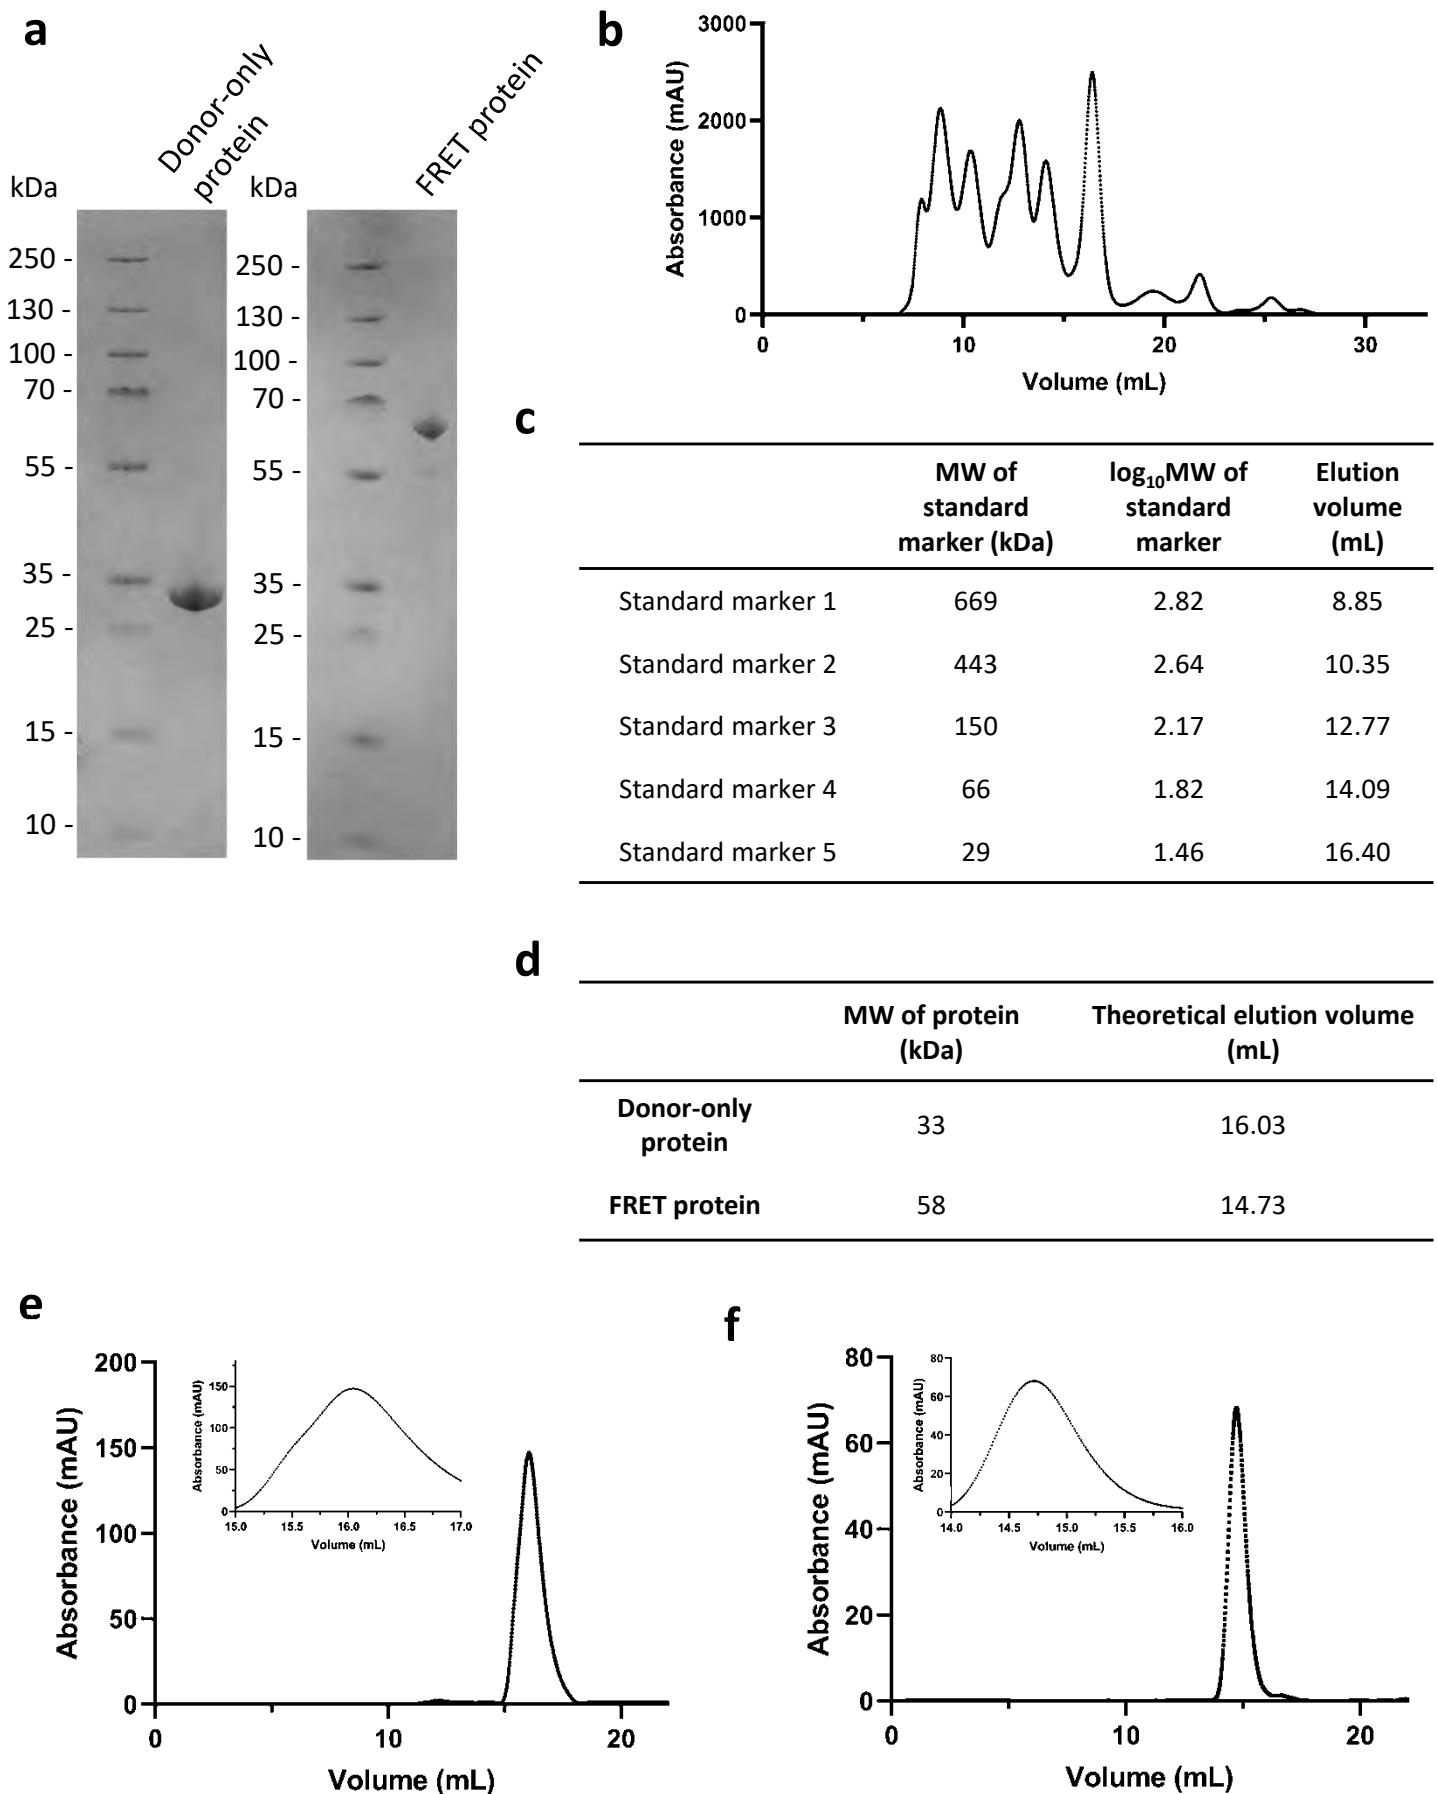 a
Donor-only
protein
FRET protein
kDa
250 -
130 -
100 -
70 -
55 -
35 -
25 -
15 -
10 -
kDa
250 -
130 -
100 -
70 -
55 -
35 -
25 -
15 -
10 -
b
Absorbance (mAU)
3000
2000
1000
0
0 10 20 30
Volume (mL)
c
MW of standard marker (kDa)
log10MW of standard marker
Elution volume (mL)
Standard marker 1 669 2.82 8.85
Standard marker 2 443 2.64 10.35
Standard marker 3 150 2.17 12.77
Standard marker 4 66 1.82 14.09
Standard marker 5 29 1.46 16.40
d
MW of protein (kDa)
Theoretical elution volume (mL)
Donor-only protein 33 16.03
FRET protein 58 14.73
e
Absorbance (mAU)
200
150
100
50
0
0 10 20
Volume (mL)
Absorbance (mAU)
150
100
50
0
15.0 15.5 16.0 16.5 17.0
Volume (mL)
f
Absorbance (mAU)
80
60
40
20
0
0 10 20
Volume (mL)
Absorbance (mAU)
80
60
40
20
0
14.0 14.5 15.0 15.5 16.0
Volume (mL)